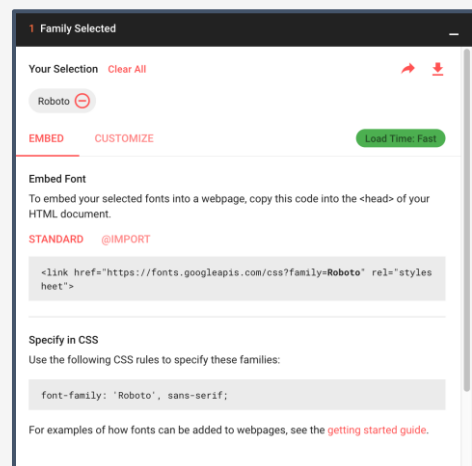 1 Family Selected
Your Selection Clear All
Roboto
EMBED CUSTOMIZE Load Time: Fast
Embed Font
To embed your selected fonts into a webpage, copy this code into the <head> of your
HTML document.
STANDARD @IMPORT
<link href="https://fonts.googleapis.com/css?family=Roboto" rel="styles
heet">
Specify in CSS
Use the following CSS rules to specify these families:
font-family: 'Roboto', sans-serif;
For examples of how fonts can be added to webpages, see the getting started guide.